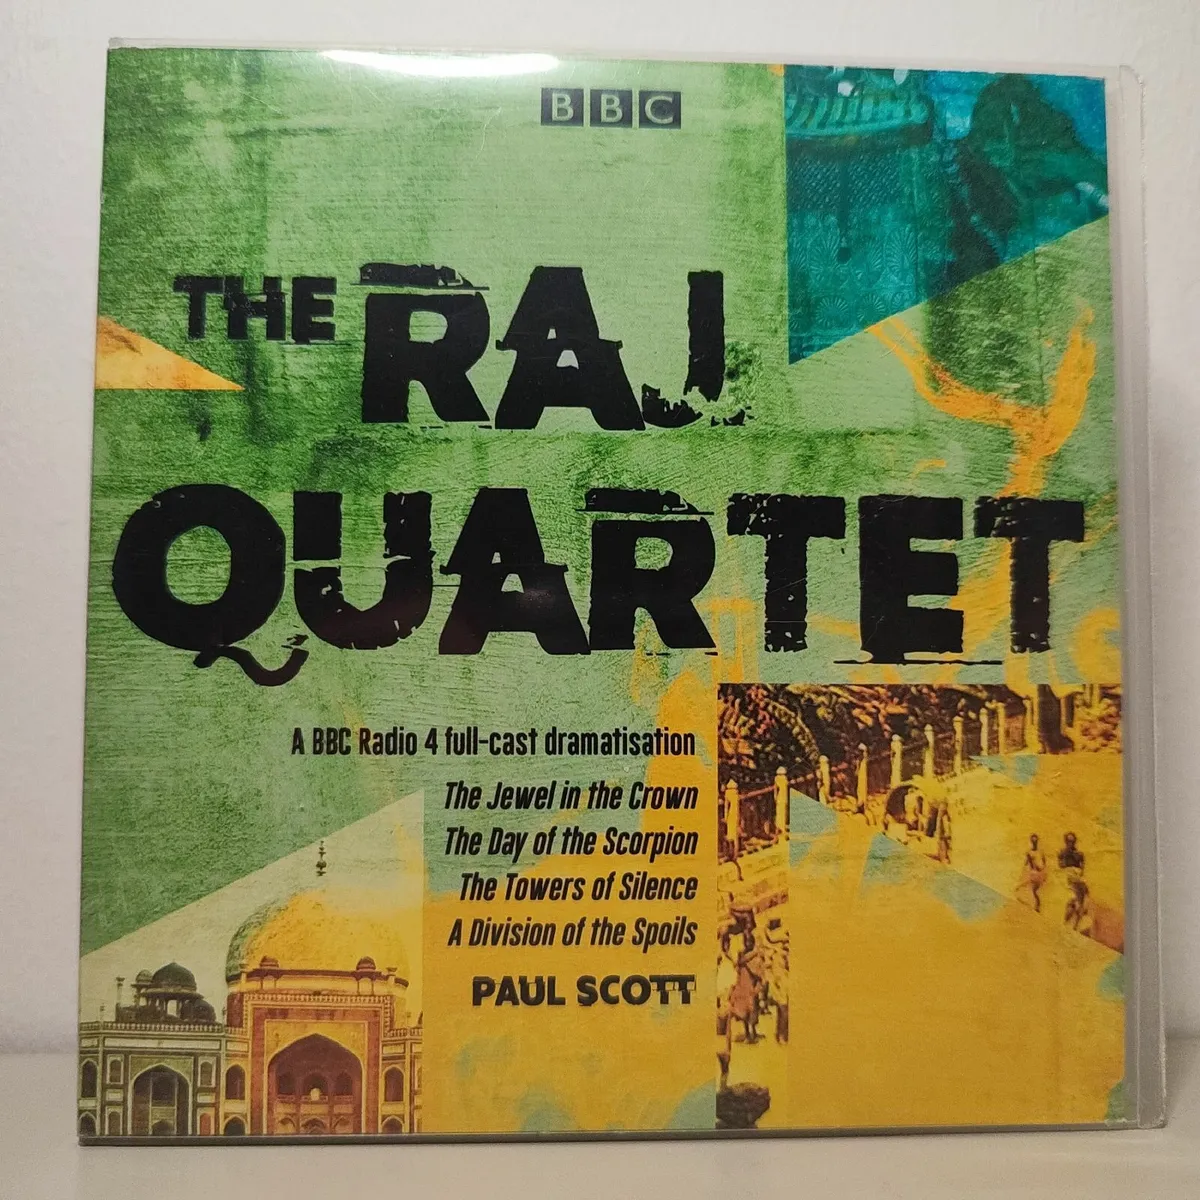 BBC
THE RAJ
QUARTET
A BBC Radio 4 full-cast dramatisation
The Jewel in the Crown
The Day of the Scorpion
The Towers of Silence
A Division of the Spoils
PAUL SCOTT